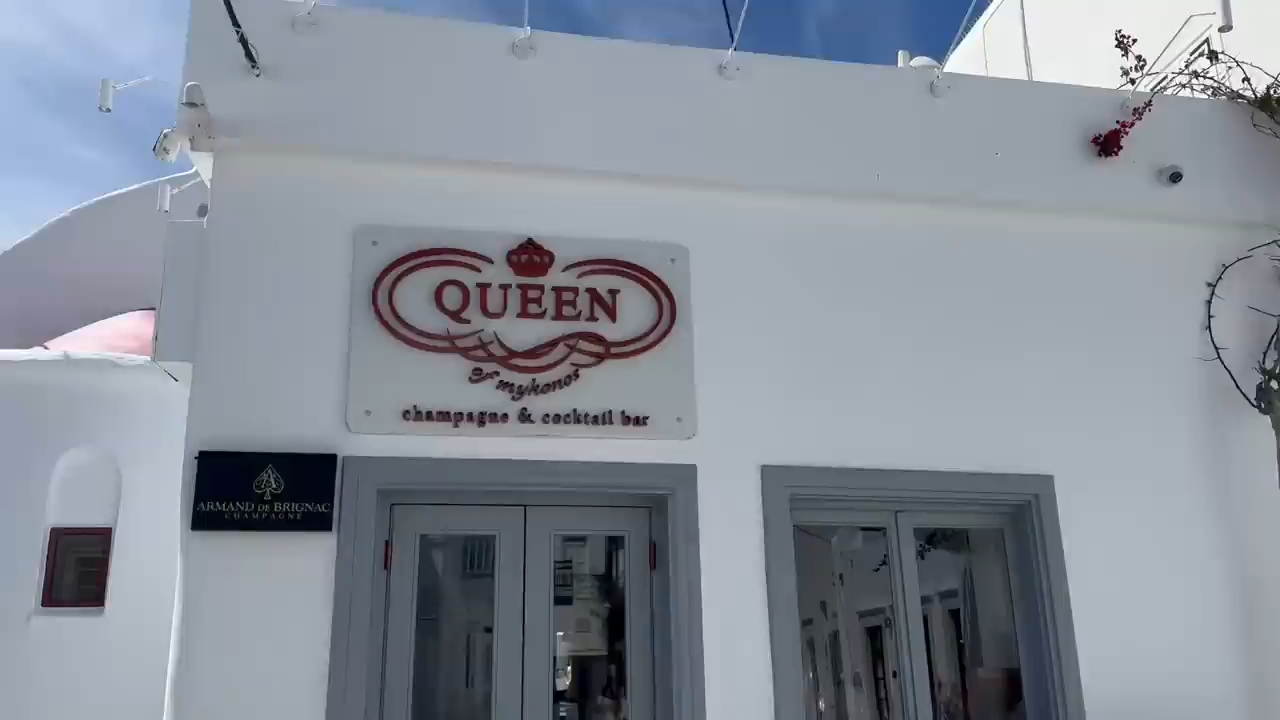 QUEEN
of mykonos
champagne & cocktail bar
ARMAND DE BRIGNAC
CHAMPAGNE